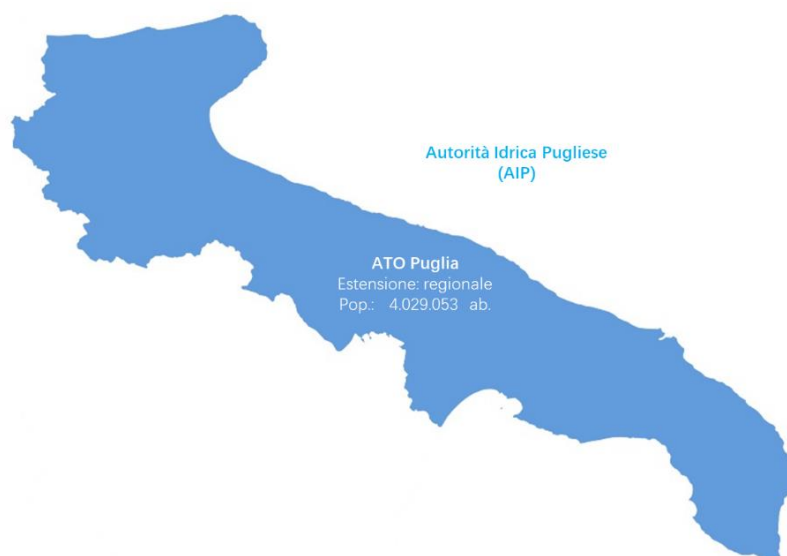 Autorità Idrica Pugliese
(AIP)
ATO Puglia
Estensione: regionale
Pop.: 4.029.053 ab.